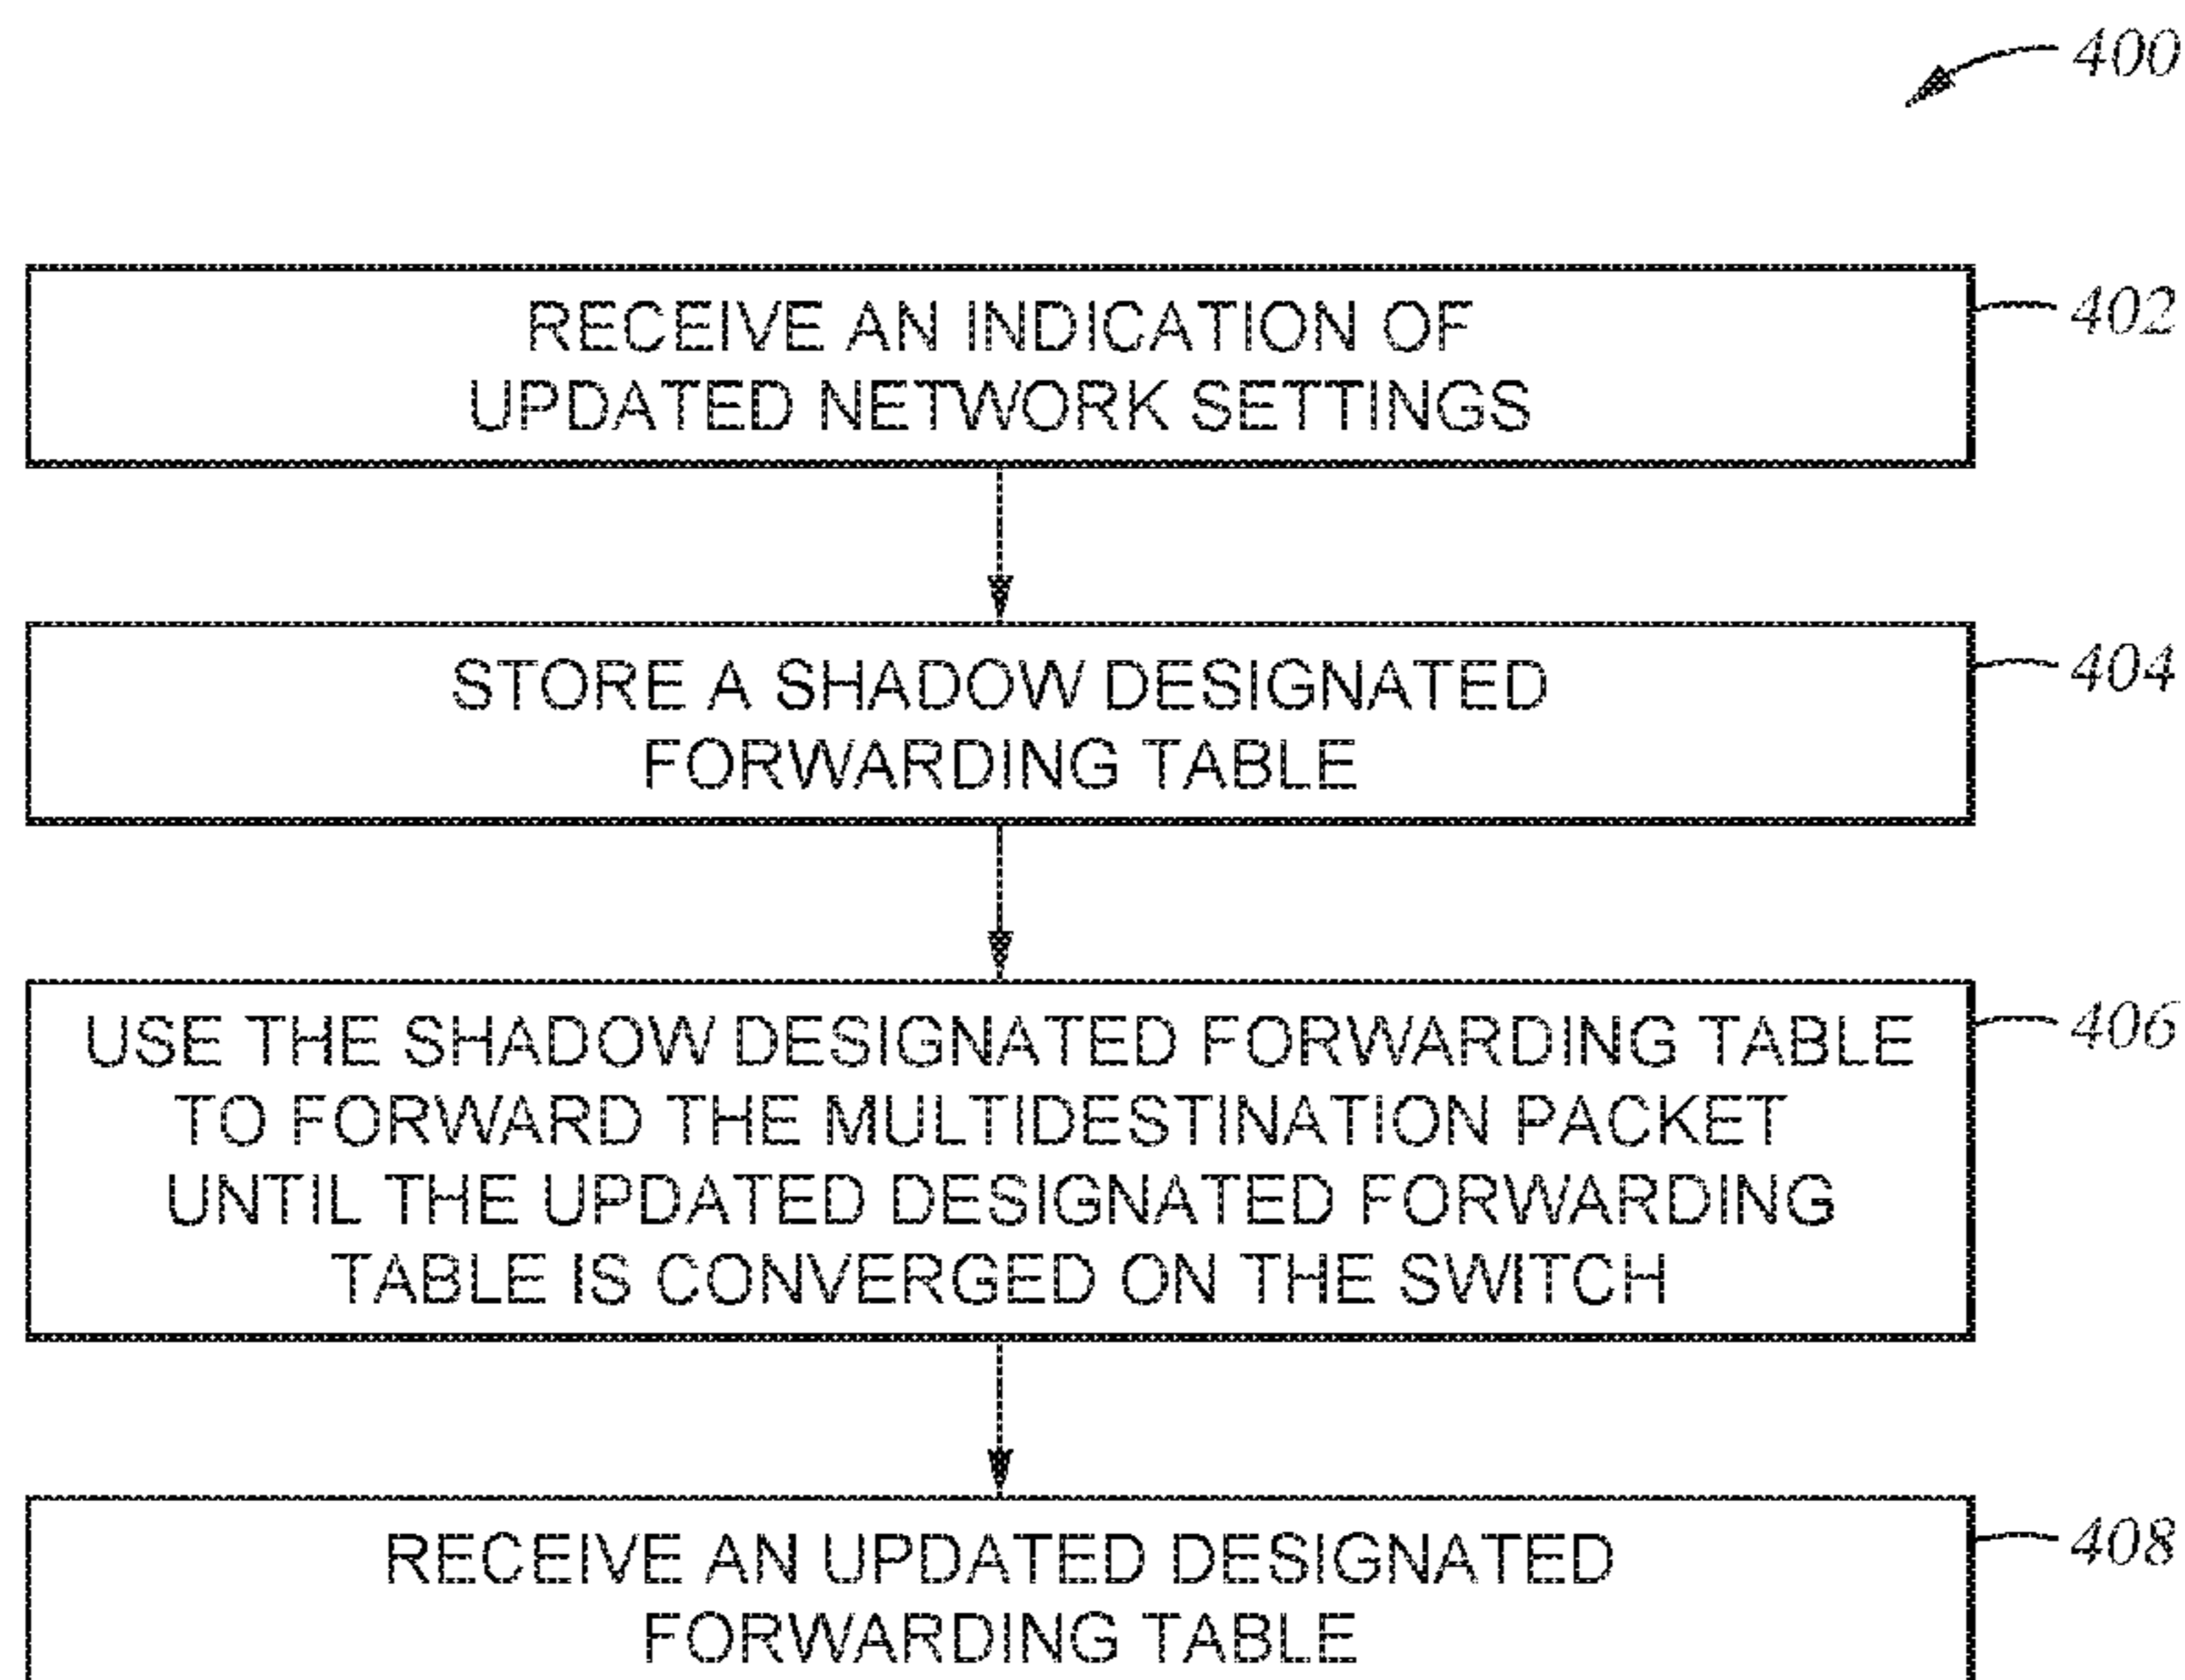 400
RECEIVE AN INDICATION OF
UPDATED NETWORK SETTINGS
402
STORE A SHADOW DESIGNATED
FORWARDING TABLE
404
USE THE SHADOW DESIGNATED FORWARDING TABLE
TO FORWARD THE MULTIDESTINATION PACKET
UNTIL THE UPDATED DESIGNATED FORWARDING
TABLE IS CONVERGED ON THE SWITCH
406
RECEIVE AN UPDATED DESIGNATED
FORWARDING TABLE
408